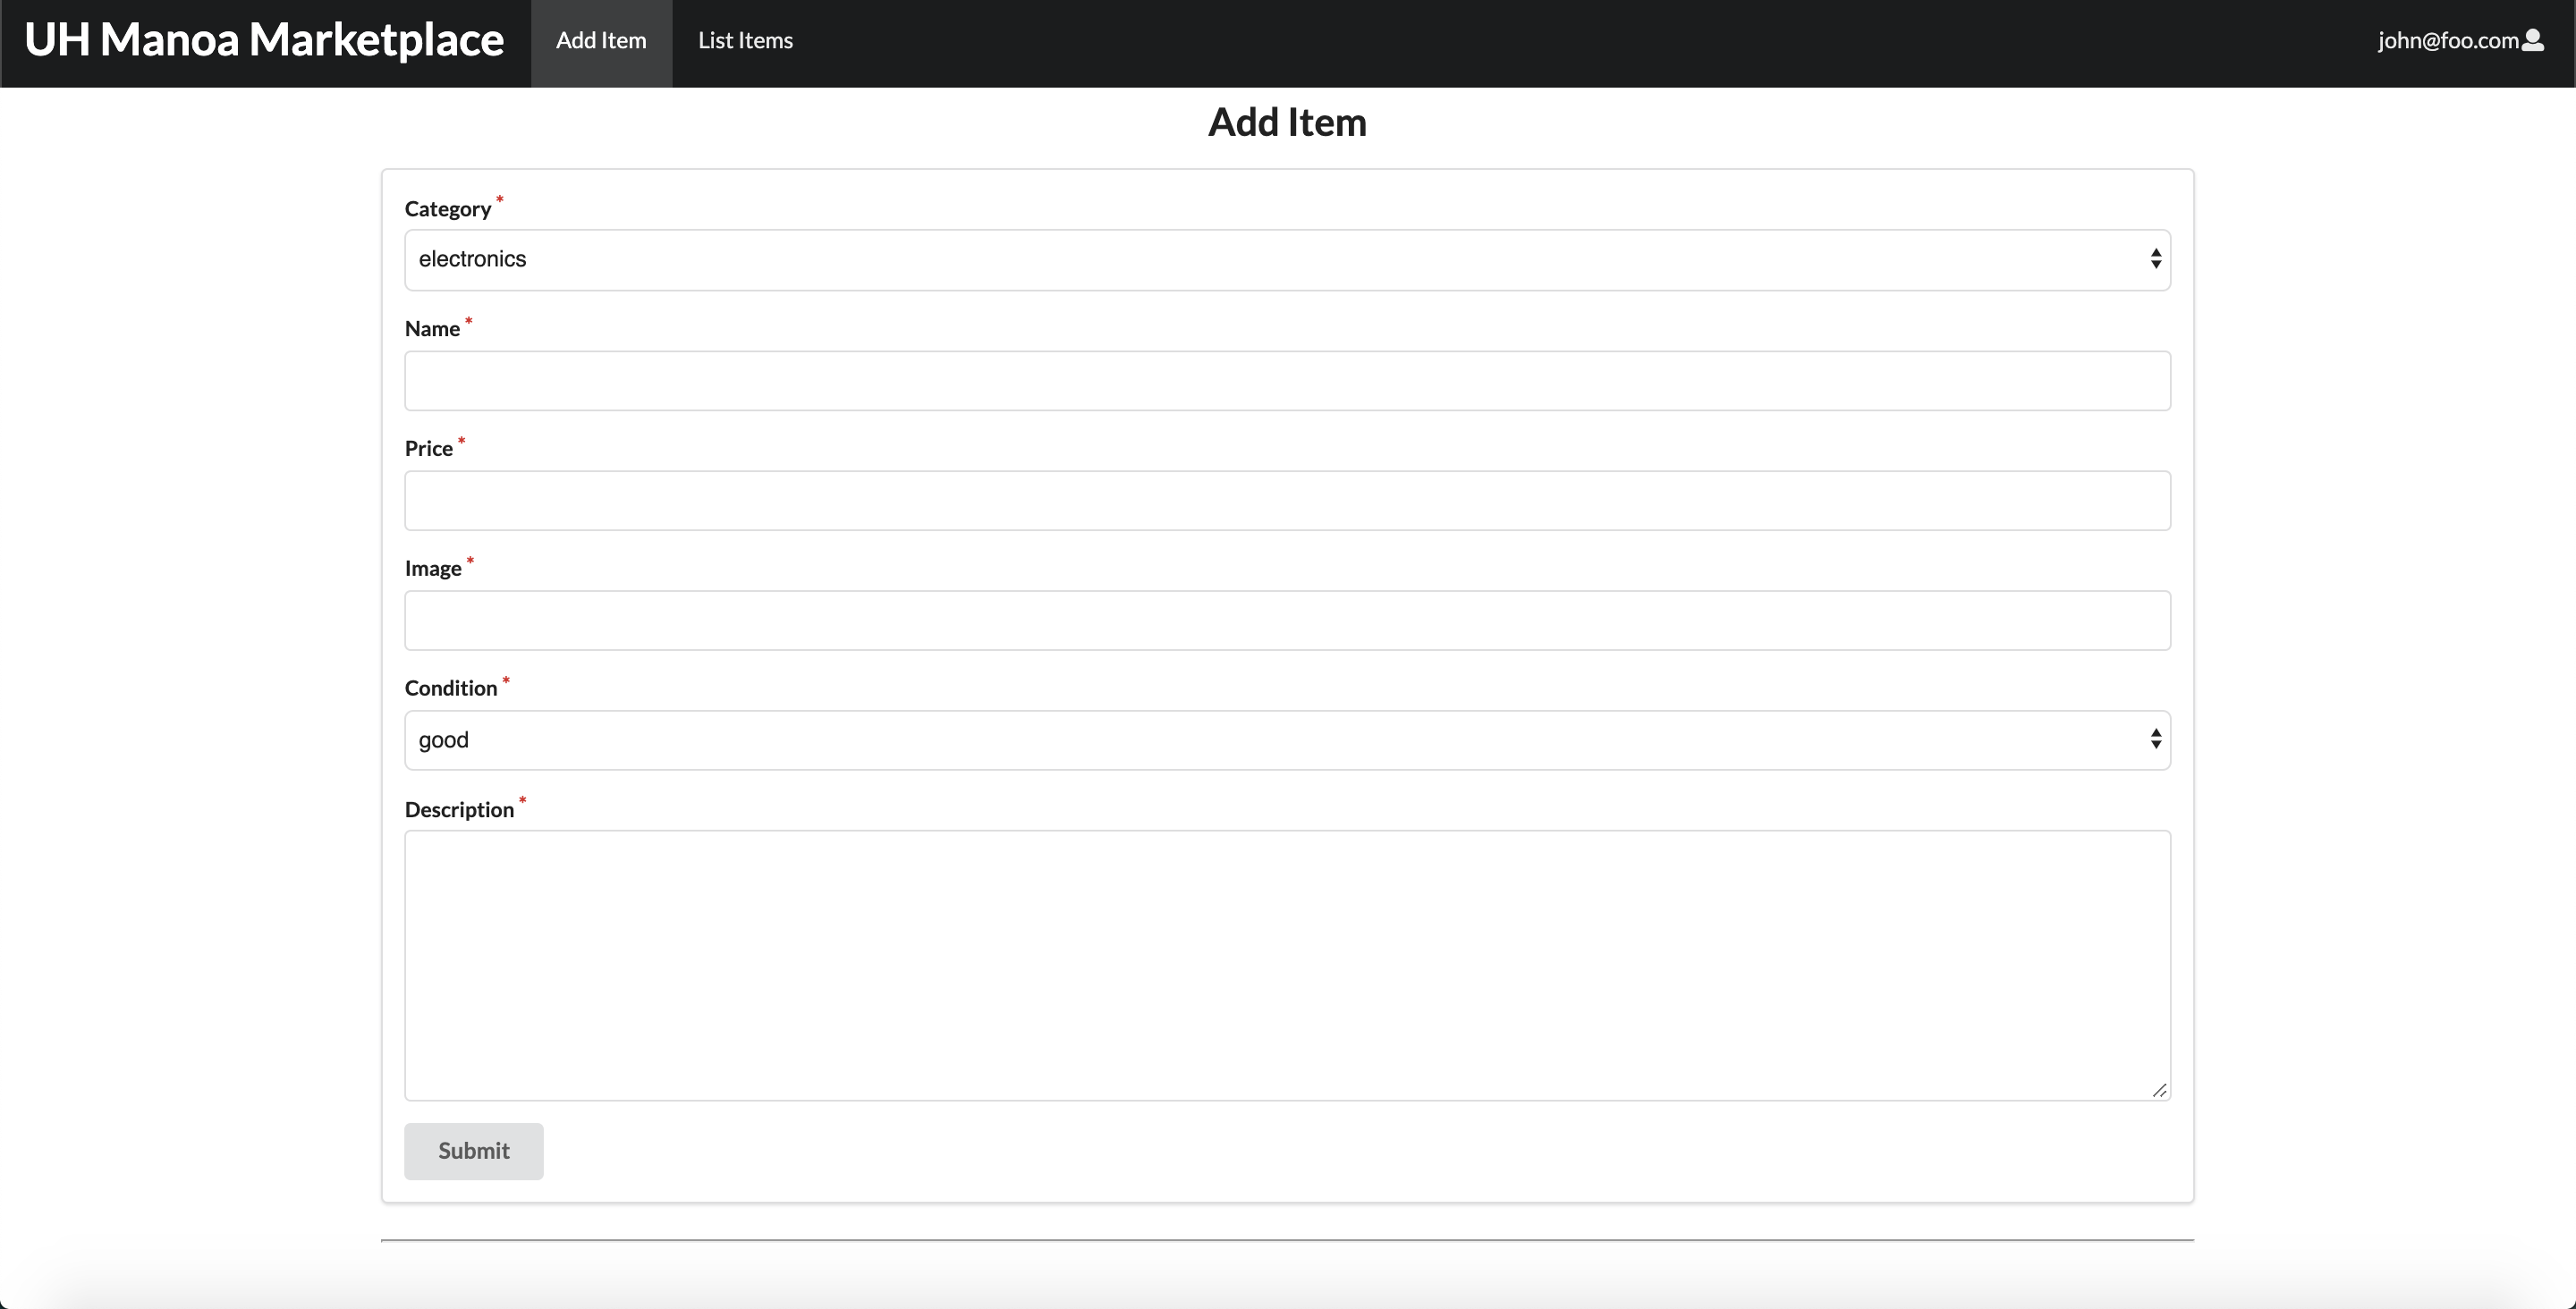 UH Manoa Marketplace Add Item List Items john@foo.com
Add Item
Category *
electronics
Name *
Price *
Image *
Condition *
good
Description *
Submit